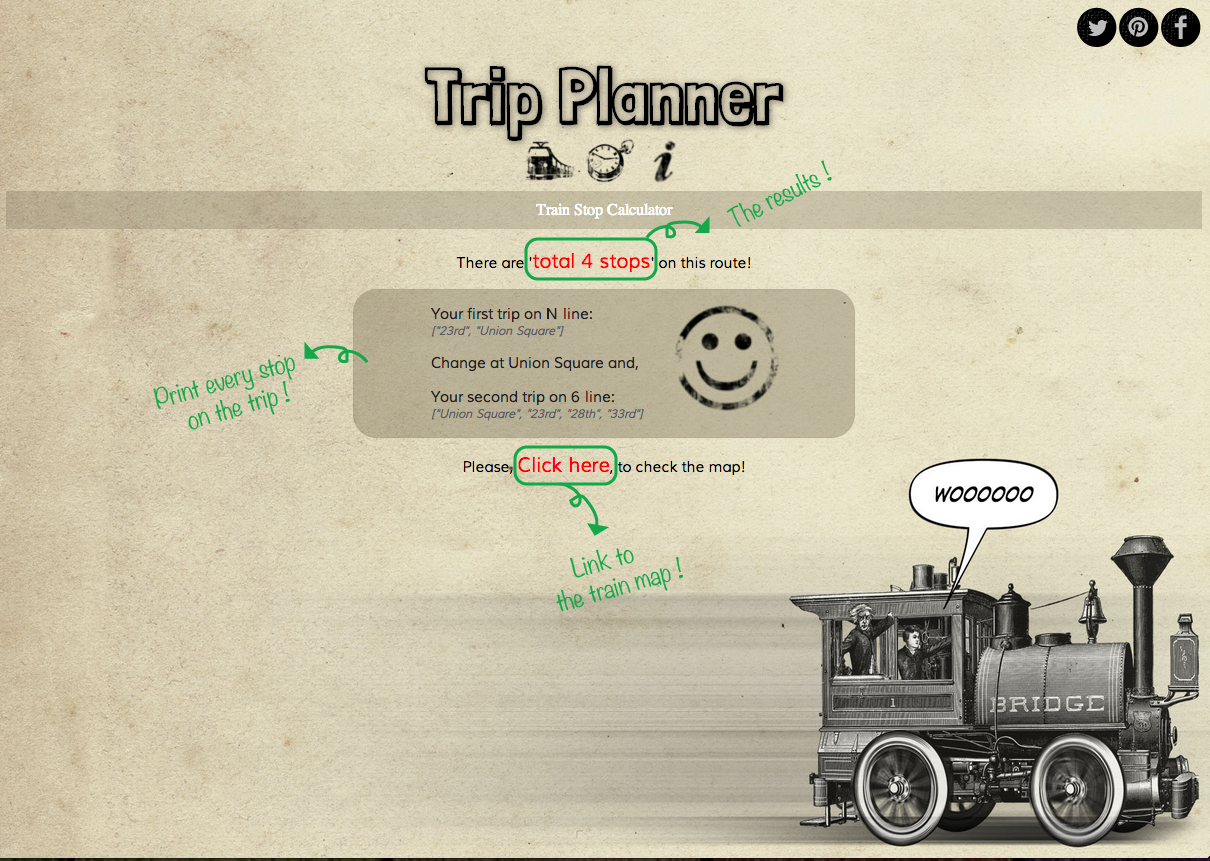 Trip Planner
Train Stop Calculator
The results !
There are 'total 4 stops' on this route!
Your first trip on N line:
["23rd", "Union Square"]
Change at Union Square and,
Your second trip on 6 line:
["Union Square", "23rd", "28th", "33rd"]
Print every stop
on the trip !
Please, Click here, to check the map!
WOOOOOO
Link to
the train map !
1
BRIDGE